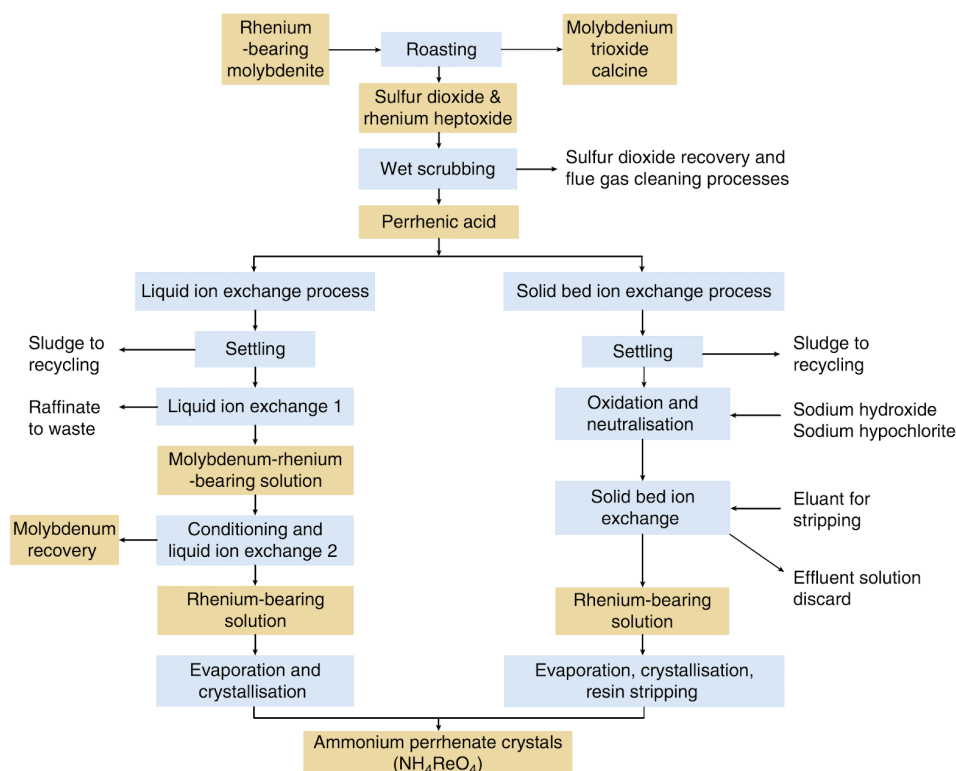 Rhenium
-bearing
molybdenite
Roasting
Molybdenium
trioxide
calcine
Sulfur dioxide &
rhenium heptoxide
Wet scrubbing
Sulfur dioxide recovery and
flue gas cleaning processes
Perrhenic acid
Liquid ion exchange process
Solid bed ion exchange process
Sludge to
recycling
Settling
Settling
Sludge to
recycling
Raffinate
to waste
Liquid ion exchange 1
Oxidation and
neutralisation
Sodium hydroxide
Sodium hypochlorite
Molybdenum-rhenium
-bearing solution
Solid bed ion
exchange
Eluant for
stripping
Molybdenum
recovery
Conditioning and
liquid ion exchange 2
Effluent solution
discard
Rhenium-bearing
solution
Rhenium-bearing
solution
Evaporation and
crystallisation
Evaporation, crystallisation,
resin stripping
Ammonium perrhenate crystals
(NH₄ReO₄)